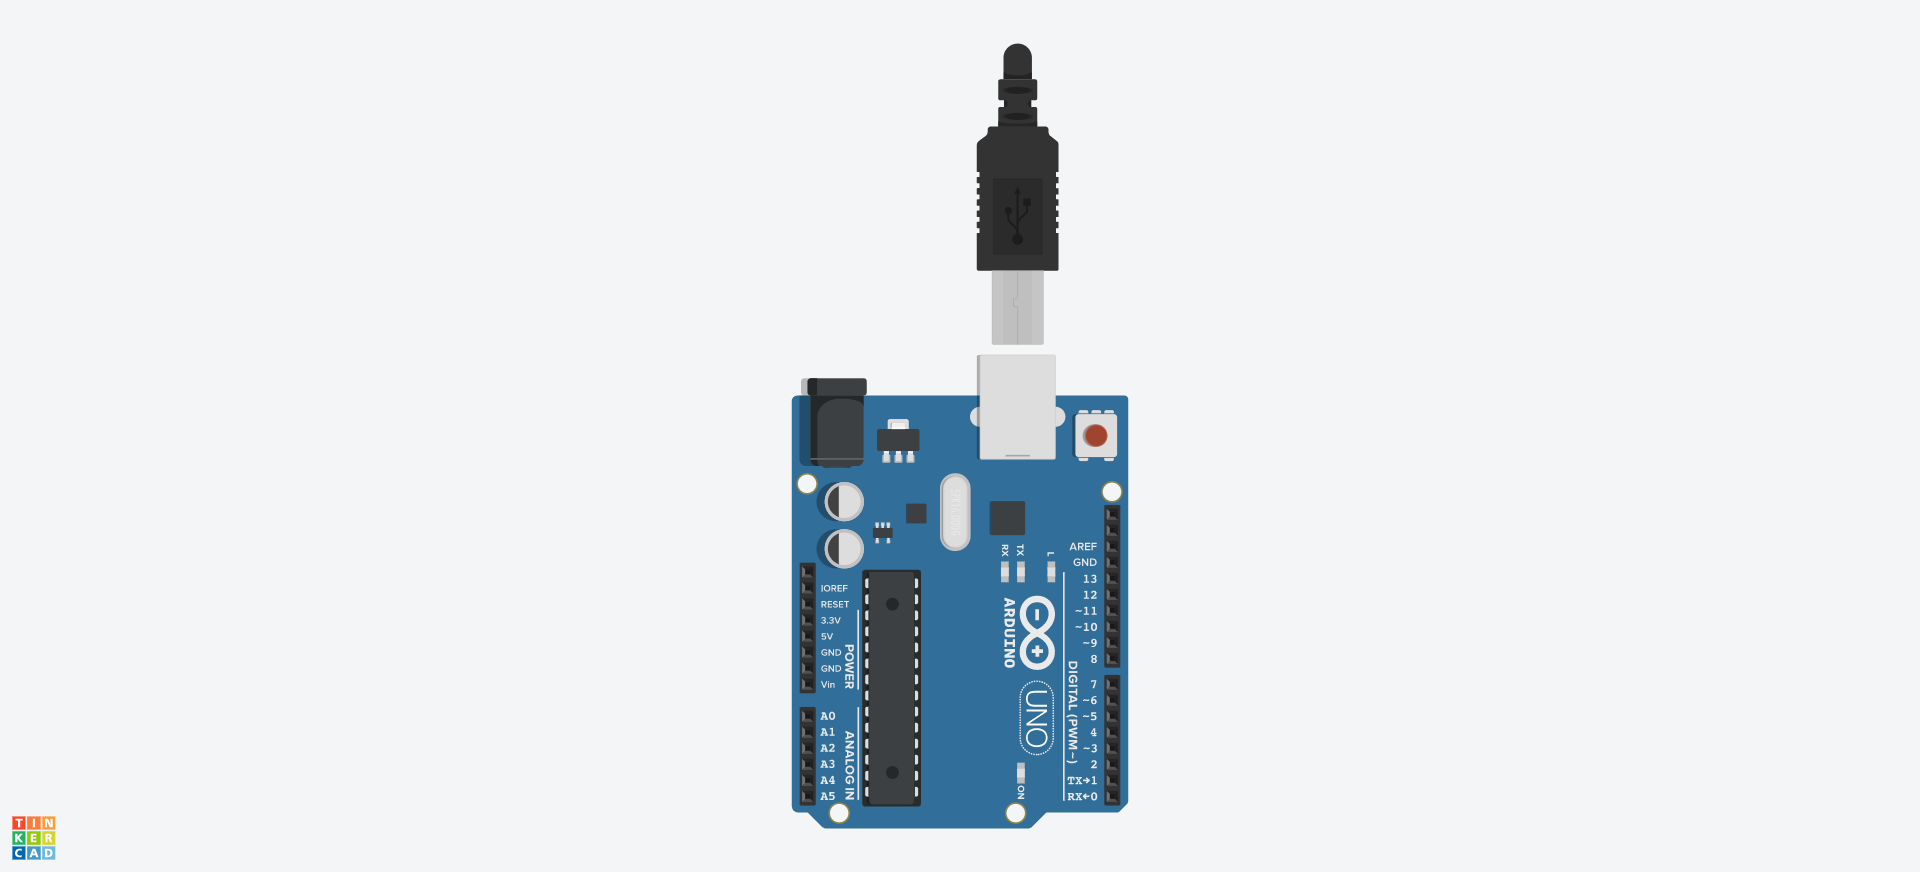 RX TX L
AREF
GND
13
12
~11
~10
~9
8
7
~6
~5
4
~3
2
TX→1
RX←0
DIGITAL (PWM~)
IOREF
RESET
3.3V
5V
GND
GND
Vin
POWER
A0
A1
A2
A3
A4
A5
ANALOG IN
ARDUINO
UNO
ON
TIN
KER
CAD